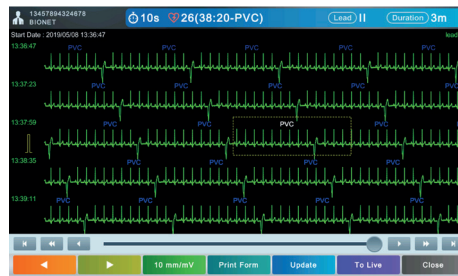 13457894324678
BIONET
10s 26(38:20-PVC)
Lead II
Duration 3m
Start Date : 2019/05/08 13:36:47
lead
13:36:47
PVC PVC PVC PVC
13:37:23
PVC PVC PVC PVC
13:37:59
PVC PVC PVC PVC
13:38:35
PVC PVC PVC PVC
13:39:11
PVC PVC PVC PVC
10 mm/mV
Print Form
Update
To Live
Close